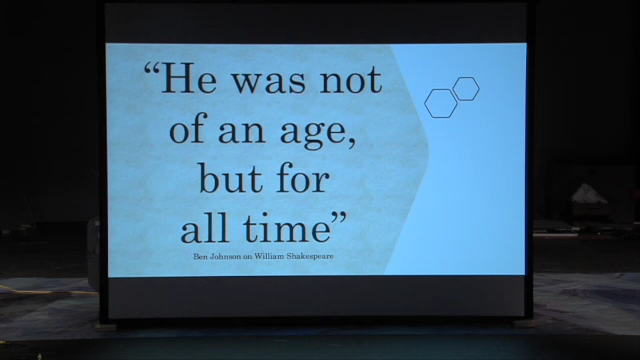 “He was not
of an age,
but for
all time”
Ben Johnson on William Shakespeare